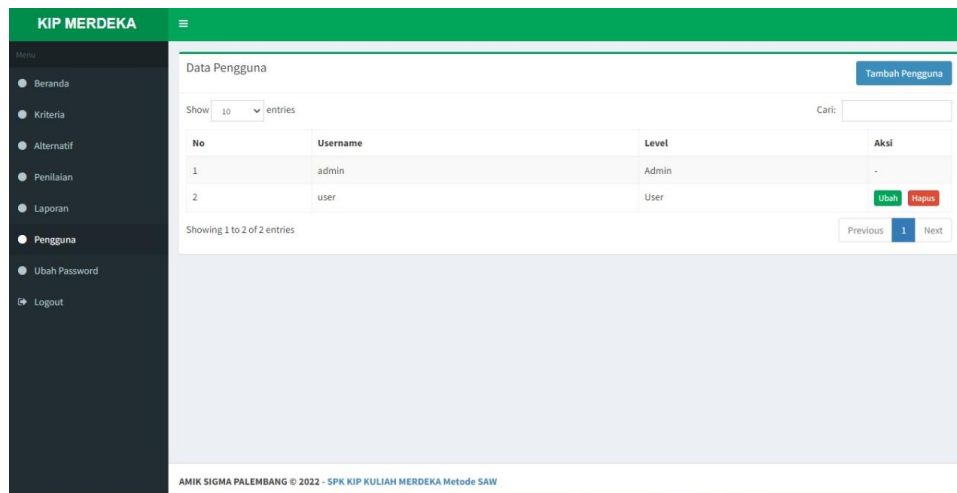 KIP MERDEKA
Menu
Beranda
Kriteria
Alternatif
Penilaian
Laporan
Pengguna
Ubah Password
Logout
Data Pengguna
Tambah Pengguna
Show 10 entries
Cari:
No Username Level Aksi
1 admin Admin -
2 user User Ubah Hapus
Showing 1 to 2 of 2 entries
Previous 1 Next
AMIK SIGMA PALEMBANG © 2022 - SPK KIP KULIAH MERDEKA Metode SAW